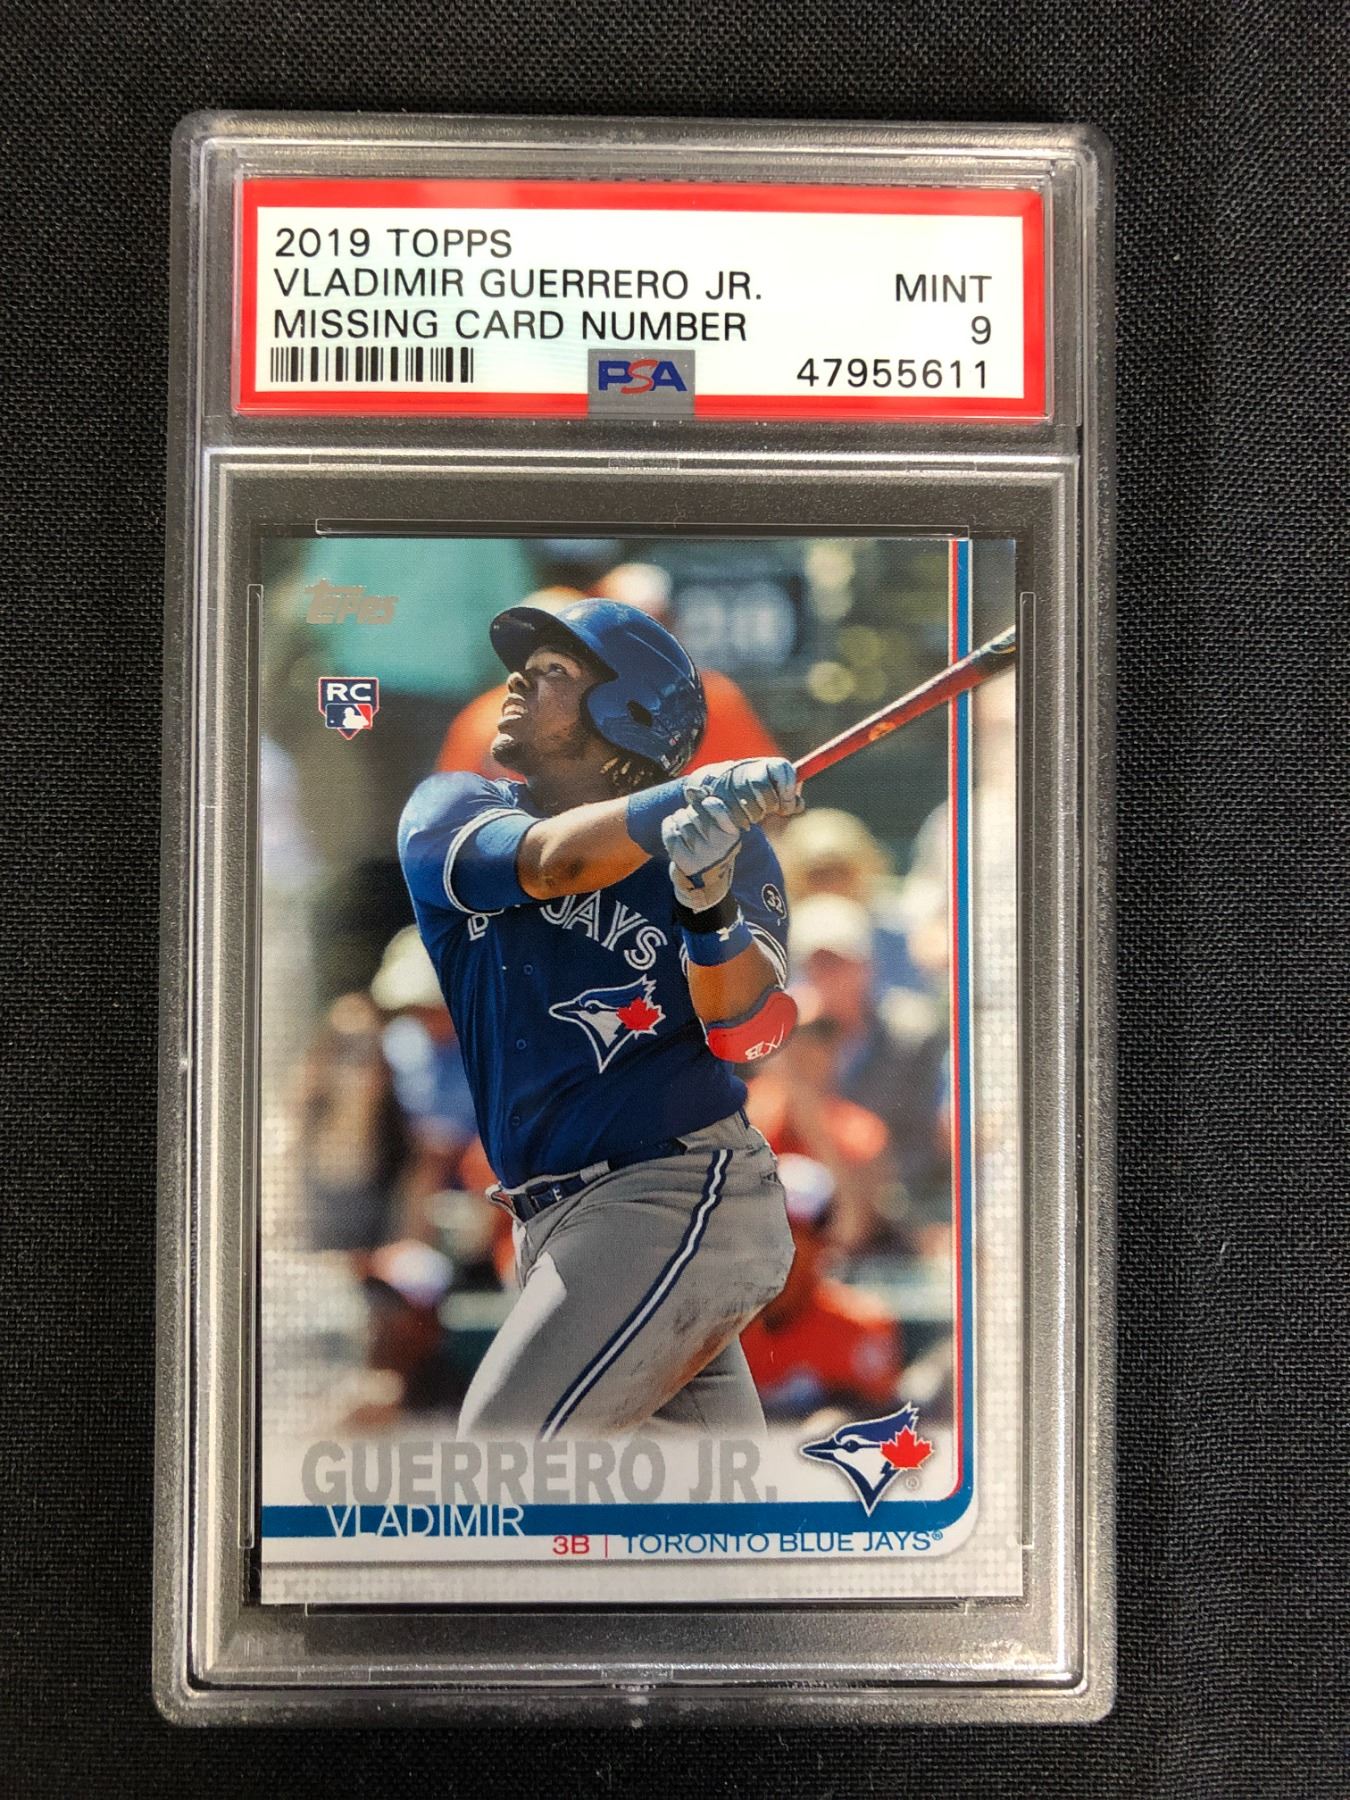 2019 TOPPS
VLADIMIR GUERRERO JR. MINT
MISSING CARD NUMBER 9
PSA 47955611
Topps
RC
JAYS
32
GUERRERO JR.
VLADIMIR
3B | TORONTO BLUE JAYS®